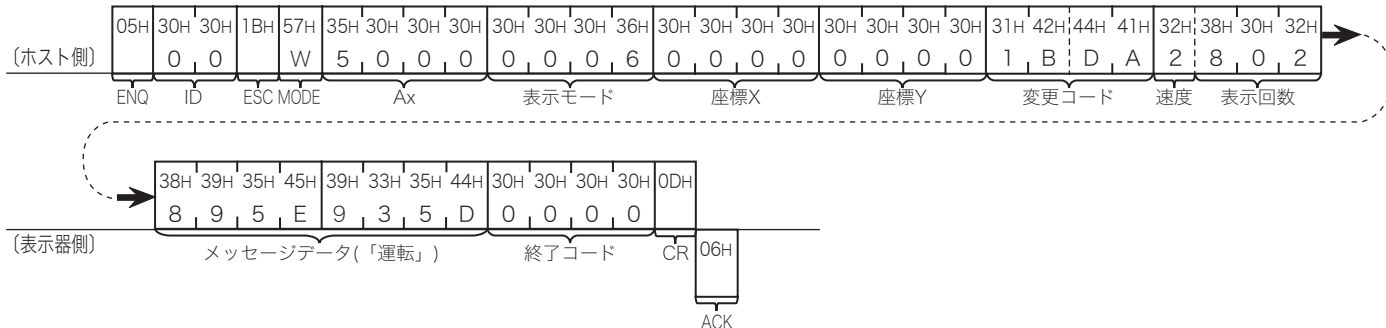 05H 30H 30H 1BH 57H 35H 30H 30H 30H 30H 30H 30H 36H 30H 30H 30H 30H 30H 30H 30H 30H 31H 42H 44H 41H 32H 38H 30H 32H
〔ホスト側〕 0 0 W 5 0 0 0 0 0 0 6 0 0 0 0 0 0 0 0 1 B D A 2 8 0 2
ENQ ID ESC MODE Ax 表示モード 座標X 座標Y 変更コード 速度 表示回数
38H 39H 35H 45H 39H 33H 35H 44H 30H 30H 30H 30H 0DH
8 9 5 E 9 3 5 D 0 0 0 0
〔表示器側〕 メッセージデータ(「運転」) 終了コード CR 06H
ACK